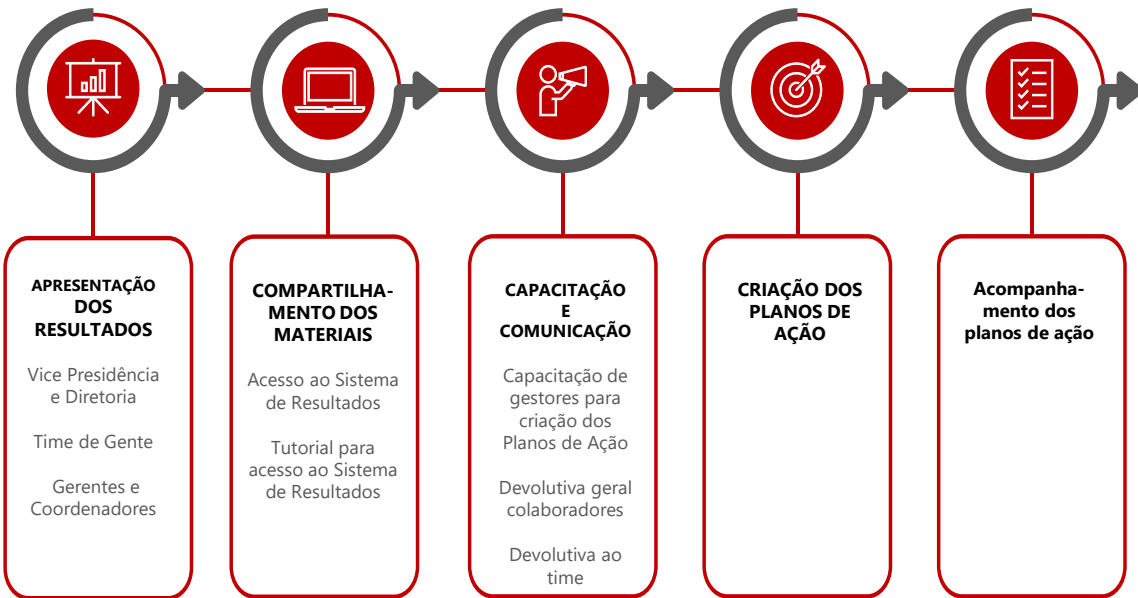 APRESENTAÇÃO
DOS
RESULTADOS
Vice Presidência
e Diretoria
Time de Gente
Gerentes e
Coordenadores
COMPARTILHA-
MENTO DOS
MATERIAIS
Acesso ao Sistema
de Resultados
Tutorial para
acesso ao Sistema
de Resultados
CAPACITAÇÃO
E
COMUNICAÇÃO
Capacitação de
gestores para
criação dos
Planos de Ação
Devolutiva geral
colaboradores
Devolutiva ao
time
CRIAÇÃO DOS
PLANOS DE
AÇÃO
Acompanha-
mento dos
planos de ação